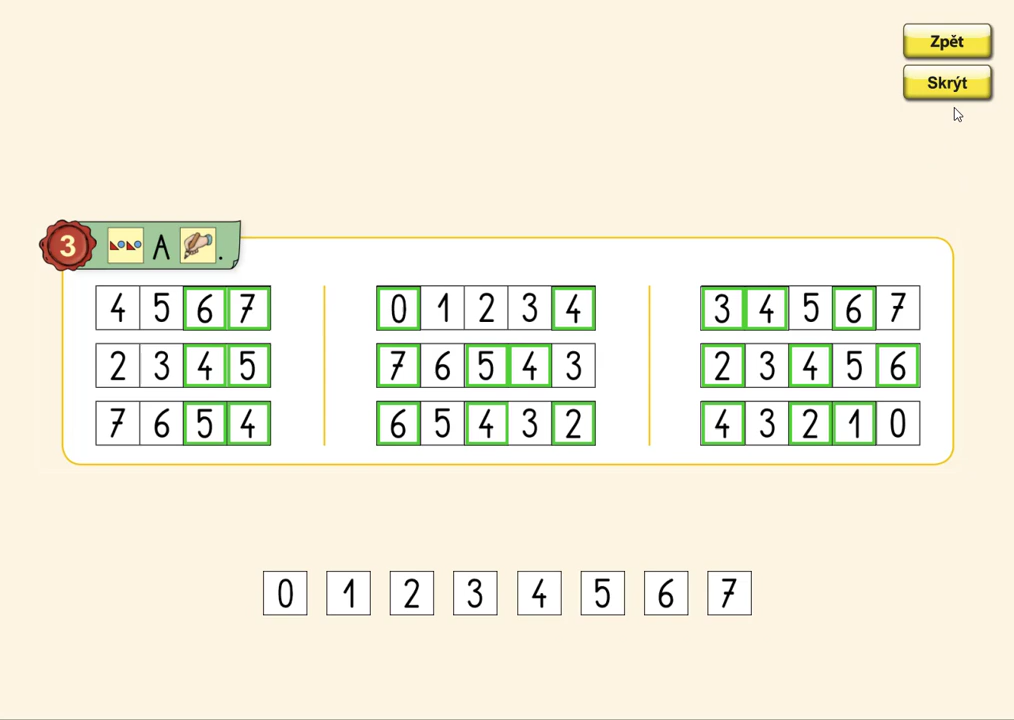 Zpět
Skrýt
3 A .
4 5 6 7
2 3 4 5
7 6 5 4
0 1 2 3 4
7 6 5 4 3
6 5 4 3 2
3 4 5 6 7
2 3 4 5 6
4 3 2 1 0
0 1 2 3 4 5 6 7